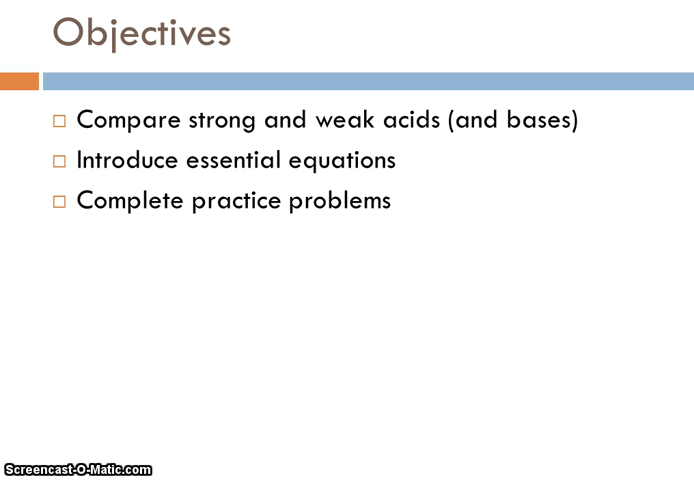 Objectives
Compare strong and weak acids (and bases)
Introduce essential equations
Complete practice problems
Screencast-O-Matic.com